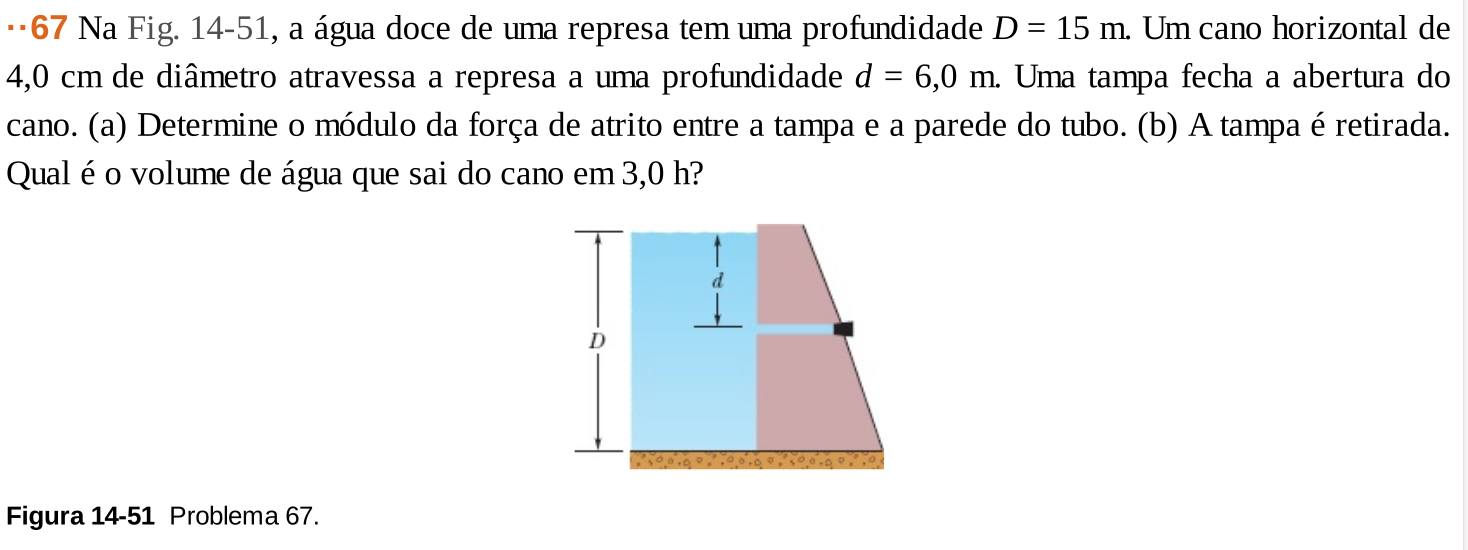 ··67 Na Fig. 14-51, a água doce de uma represa tem uma profundidade D = 15 m. Um cano horizontal de
4,0 cm de diâmetro atravessa a represa a uma profundidade d = 6,0 m. Uma tampa fecha a abertura do
cano. (a) Determine o módulo da força de atrito entre a tampa e a parede do tubo. (b) A tampa é retirada.
Qual é o volume de água que sai do cano em 3,0 h?
d
D
Figura 14-51 Problema 67.